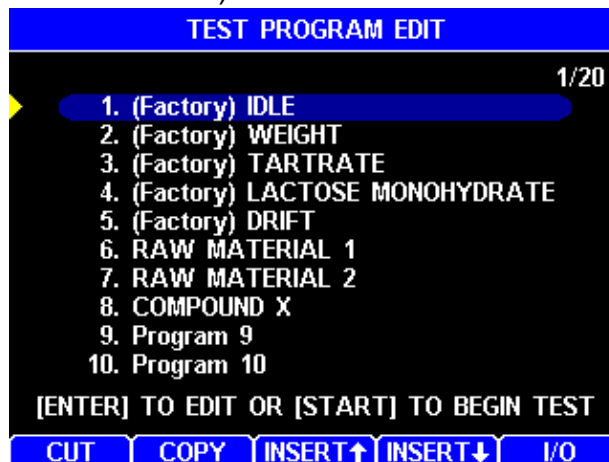 TEST PROGRAM EDIT
1/20
1. (Factory) IDLE
2. (Factory) WEIGHT
3. (Factory) TARTRATE
4. (Factory) LACTOSE MONOHYDRATE
5. (Factory) DRIFT
6. RAW MATERIAL 1
7. RAW MATERIAL 2
8. COMPOUND X
9. Program 9
10. Program 10
[ENTER] TO EDIT OR [START] TO BEGIN TEST
CUT COPY INSERT↑ INSERT↓ I/O